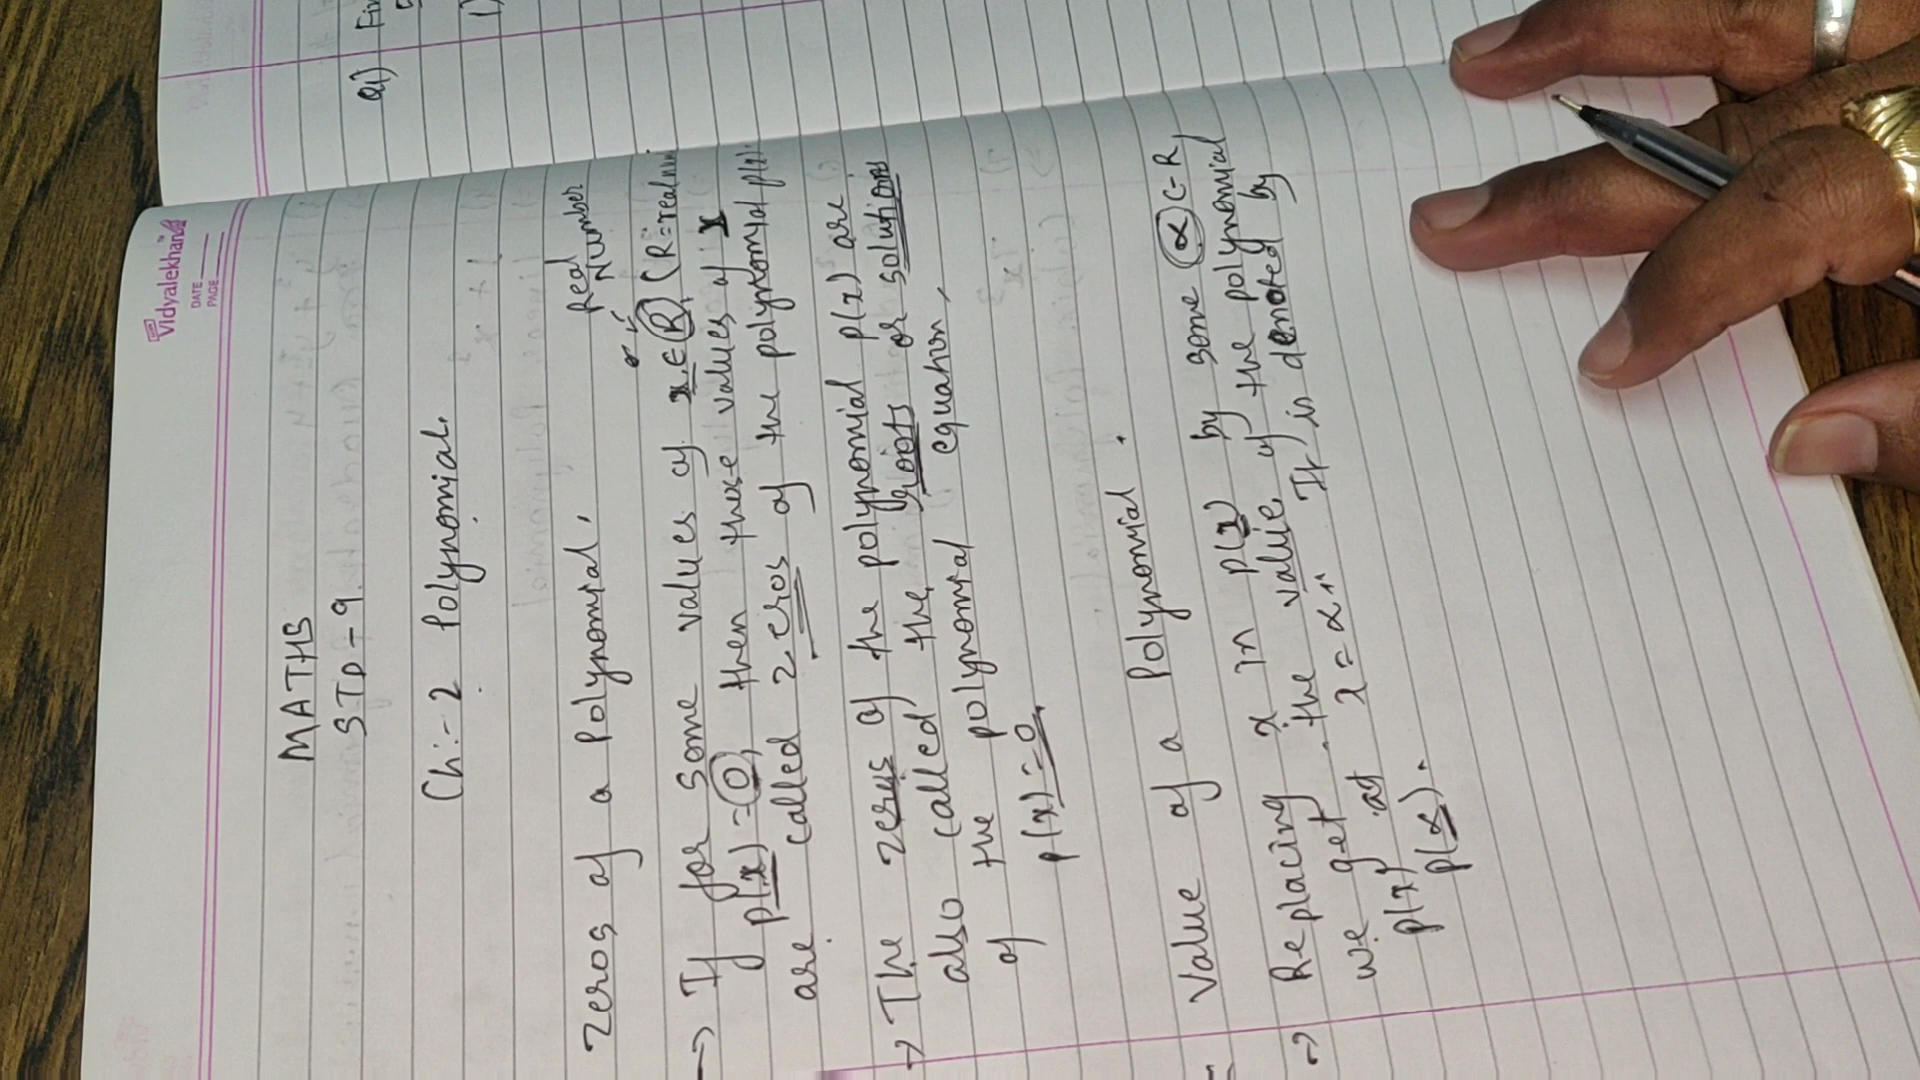 Vidyalekhan
DATE
PAGE
MATHS
STD - 9.
Ch:- 2 Polynomial.
Zeros of a Polynomial.
Real
Number
→ If for some values of x ∈ R, (R = real
If p(x) = 0, then those values of x
are called zeros of the polynomial p(x).
→ The zeros of the polynomial p(x) are
also called the roots or solutions
of the polynomial equation,
p(x) = 0.
Value of a Polynomial.
→ Replacing x in p(x) by some α
we get the value of the polynomial
p(x) at x = α". It is denoted by
p(α).
Q1)
1)